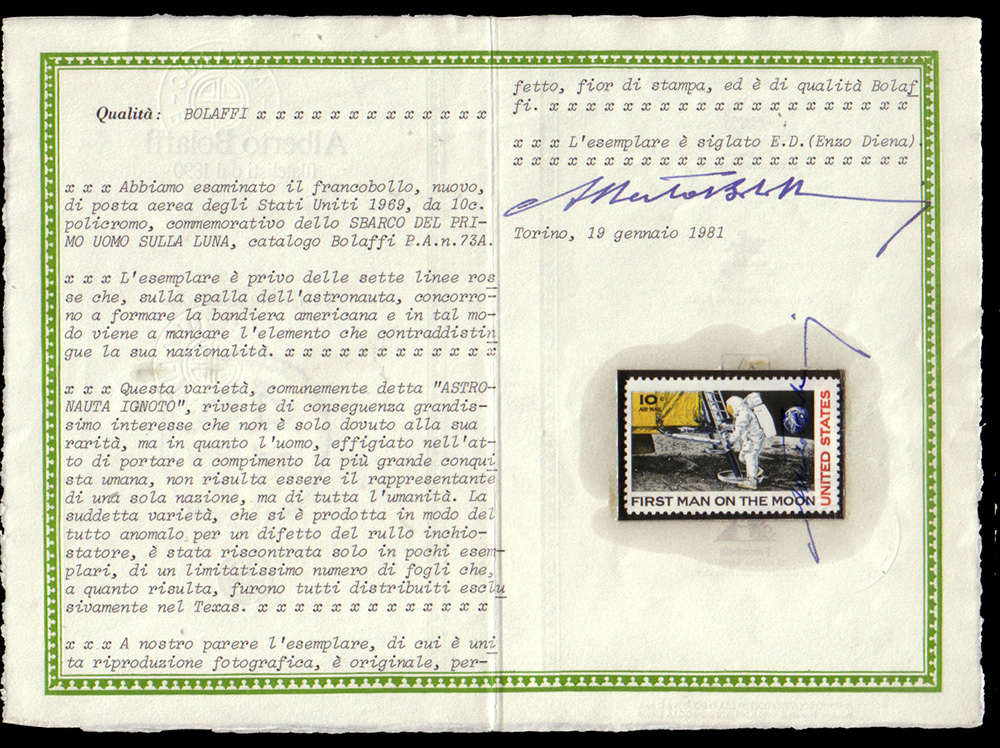 Qualità: BOLAFFI x x x x x x x x x x x x x
x x x Abbiamo esaminato il francobollo, nuovo,
di posta aerea degli Stati Uniti 1969, da 10c.
policromo, commemorativo dello SBARCO DEL PRI-
MO UOMO SULLA LUNA, catalogo Bolaffi P.A.n.73A.
x x x L'esemplare è privo delle sette linee ros
se che, sulla spalla dell'astronauta, concorro-
no a formare la bandiera americana e in tal mo-
do viene a mancare l'elemento che contraddistin
gue la sua nazionalità. x x x x x x x x x x x x
x x x Questa varietà, comunemente detta "ASTRO-
NAUTA IGNOTO", riveste di conseguenza grandis-
simo interesse che non è solo dovuto alla sua
rarità, ma in quanto l'uomo, effigiato nell'at-
to di portare a compimento la più grande conqui
sta umana, non risulta essere il rappresentante
di una sola nazione, ma di tutta l'umanità. La
suddetta varietà, che si è prodotta in modo del
tutto anomalo per un difetto del rullo inchio-
statore, è stata riscontrata solo in pochi esem-
plari, di un limitatissimo numero di fogli che,
a quanto risulta, furono tutti distribuiti esclu
sivamente nel Texas. x x x x x x x x x x x x x
x x x A nostro parere l'esemplare, di cui è uni
ta riproduzione fotografica, è originale, per-
fetto, fior di stampa, ed è di qualità Bolaf
fi. x x x x x x x x x x x x x x x x x x x x
x x x L'esemplare è siglato E.D.(Enzo Diena).
x x x x x x x x x x x x x x x x x x x x x x
Torino, 19 gennaio 1981
10c
AIR MAIL
UNITED STATES
FIRST MAN ON THE MOON